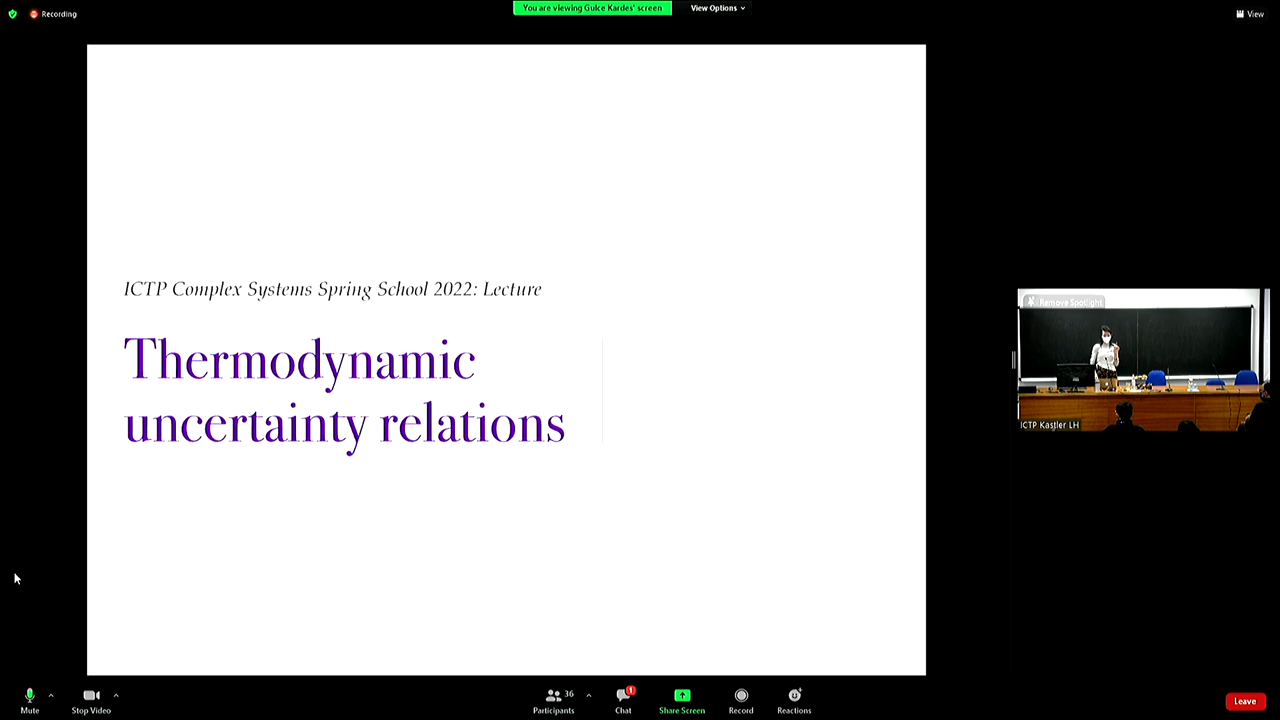 Recording
You are viewing Gulce Kardes' screen
View Options
View
ICTP Complex Systems Spring School 2022: Lecture
Thermodynamic
uncertainty relations
Remove Spotlight
ICTP Kastler LH
Mute
Stop Video
Participants
36
Chat
1
Share Screen
Record
Reactions
Leave